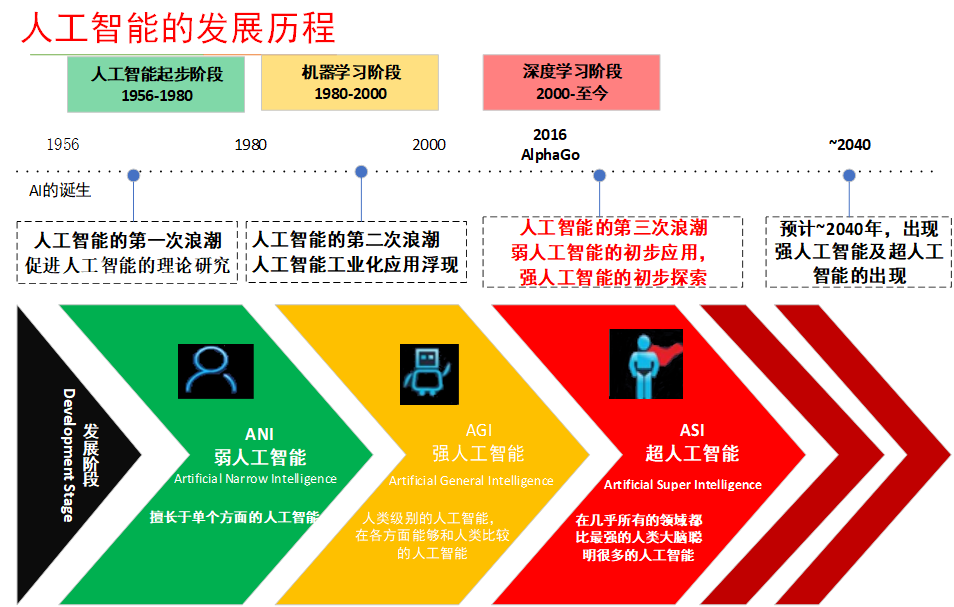 人工智能的发展历程
人工智能起步阶段
1956-1980
机器学习阶段
1980-2000
深度学习阶段
2000-至今
1956
1980
2000
2016
AlphaGo
~2040
AI的诞生
人工智能的第一次浪潮
促进人工智能的理论研究
人工智能的第二次浪潮
人工智能工业化应用浮现
人工智能的第三次浪潮
弱人工智能的初步应用，
强人工智能的初步探索
预计~2040年，出现
强人工智能及超人工
智能的出现
发展阶段
Development Stage
ANI
弱人工智能
Artificial Narrow Intelligence
擅长于单个方面的人工智能
AGI
强人工智能
Artificial General Intelligence
人类级别的人工智能，
在各方面能够和人类比较
的人工智能
ASI
超人工智能
Artificial Super Intelligence
在几乎所有的领域都
比最强的人类大脑聪
明很多的人工智能